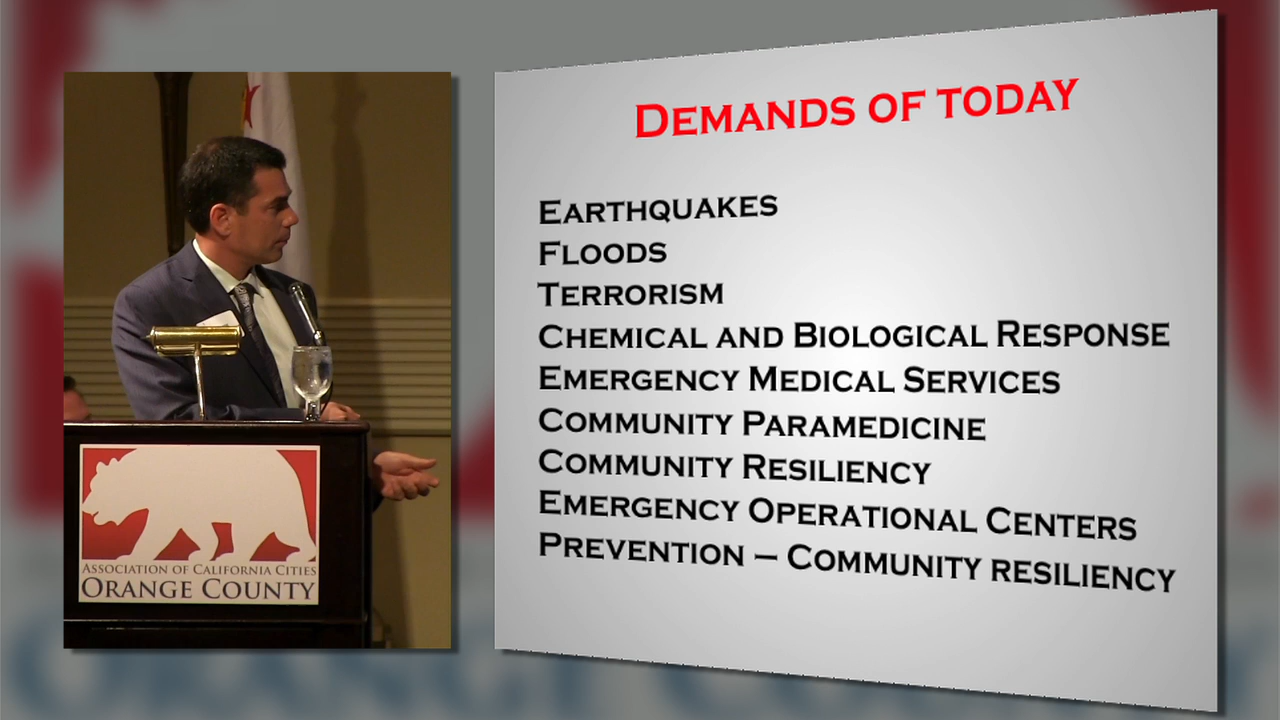 DEMANDS OF TODAY
EARTHQUAKES
FLOODS
TERRORISM
CHEMICAL AND BIOLOGICAL RESPONSE
EMERGENCY MEDICAL SERVICES
COMMUNITY PARAMEDICINE
COMMUNITY RESILIENCY
EMERGENCY OPERATIONAL CENTERS
PREVENTION – COMMUNITY RESILIENCY
ASSOCIATION OF CALIFORNIA CITIES
ORANGE COUNTY